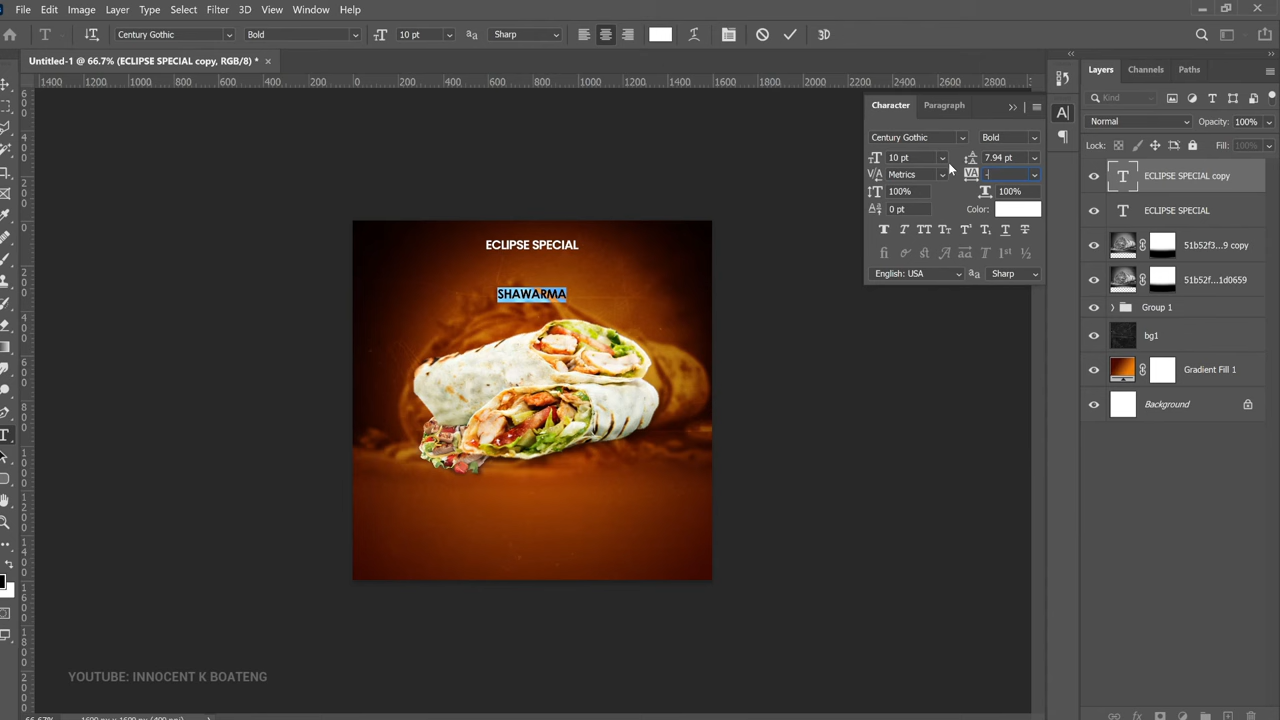 File Edit Image Layer Type Select Filter 3D View Window Help
Century Gothic Bold 10 pt Sharp 3D
Untitled-1 @ 66.7% (ECLIPSE SPECIAL copy, RGB/8) *
1400 1200 1000 800 600 400 200 0 200 400 600 800 1000 1200 1400 1600 1800 2000 2200 2400 2600 2800
Character Paragraph
Century Gothic Bold
10 pt 7.94 pt
Metrics -
100% 100%
0 pt Color:
English: USA Sharp
Layers Channels Paths
Kind
Normal Opacity: 100%
Lock: Fill: 100%
ECLIPSE SPECIAL copy
ECLIPSE SPECIAL
51b52f3...9 copy
51b52f...1d0659
Group 1
bg1
Gradient Fill 1
Background
ECLIPSE SPECIAL
SHAWARMA
YOUTUBE: INNOCENT K BOATENG